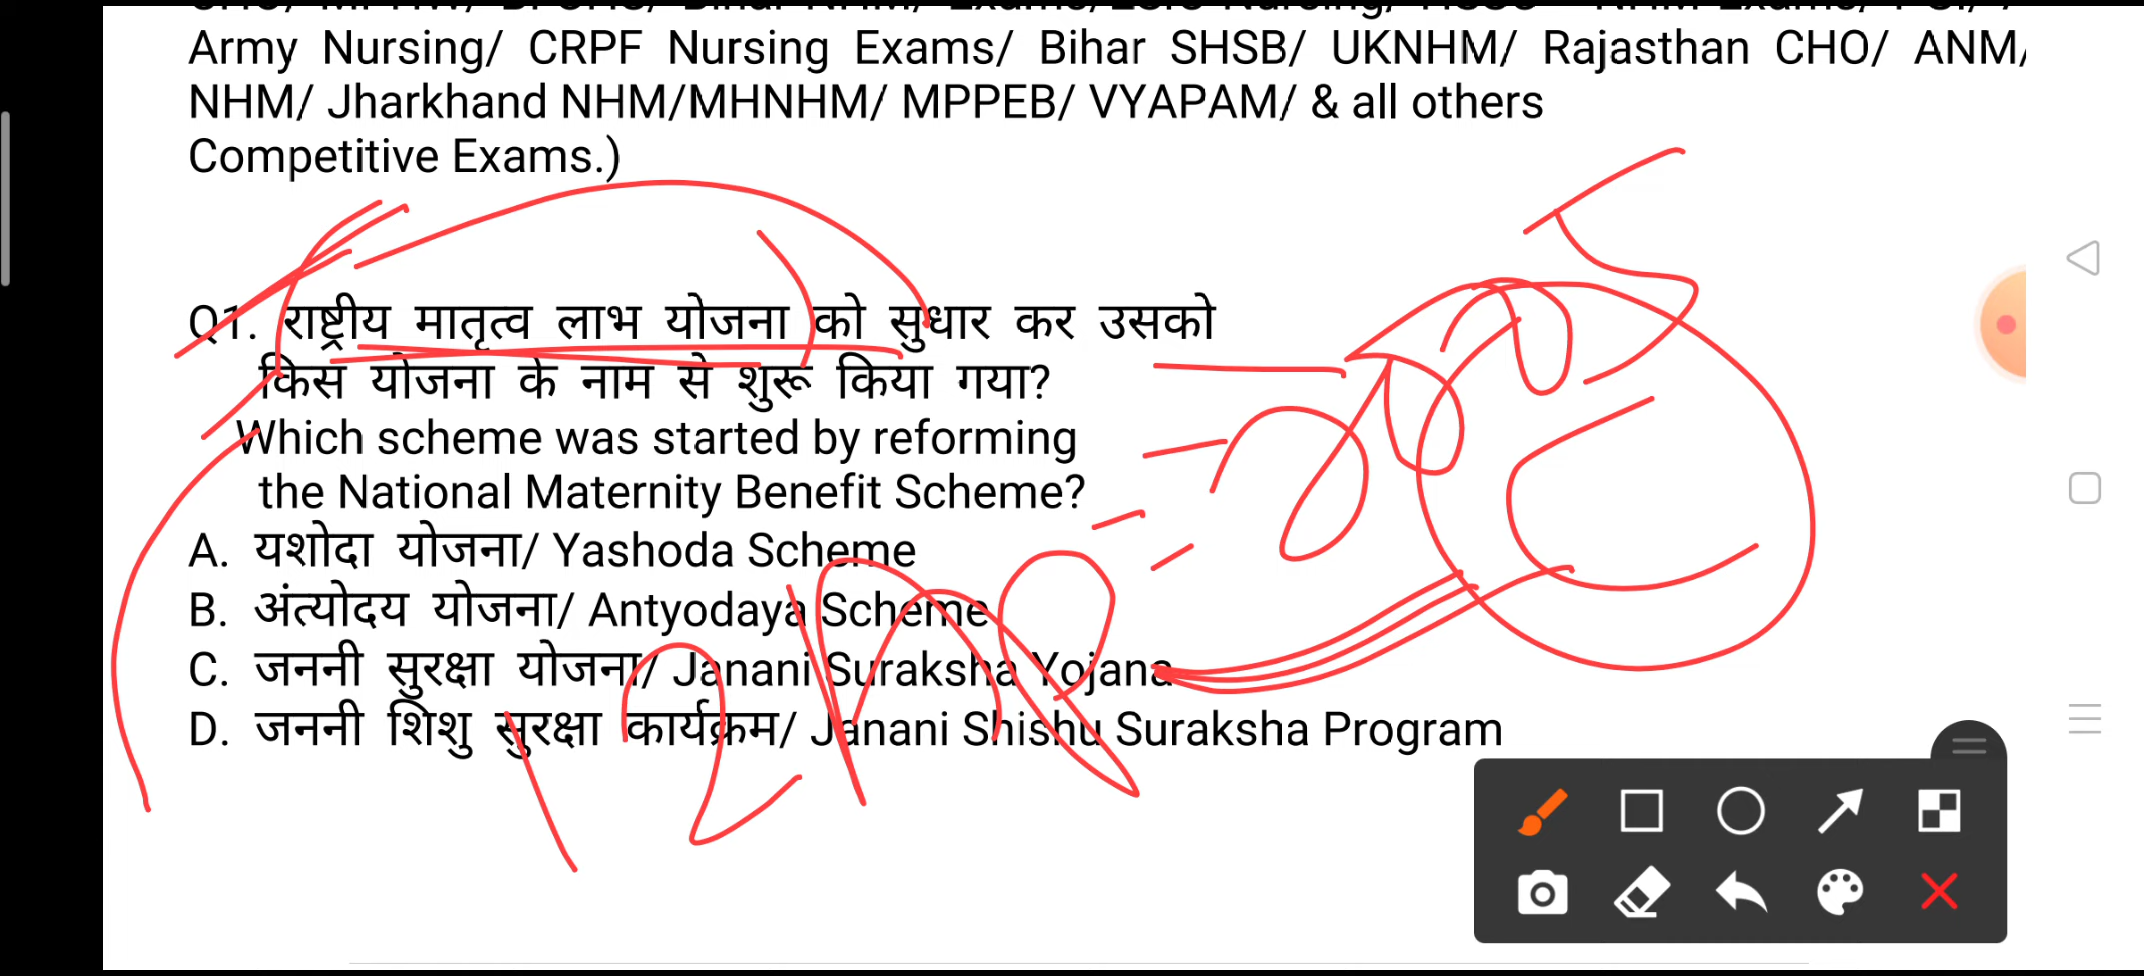 Army Nursing/ CRPF Nursing Exams/ Bihar SHSB/ UKNHM/ Rajasthan CHO/ ANM/
NHM/ Jharkhand NHM/MHNHM/ MPPEB/ VYAPAM/ & all others
Competitive Exams.)
Q1. राष्ट्रीय मातृत्व लाभ योजना को सुधार कर उसको
किस योजना के नाम से शुरू किया गया?
Which scheme was started by reforming
the National Maternity Benefit Scheme?
A. यशोदा योजना/ Yashoda Scheme
B. अंत्योदय योजना/ Antyodaya Scheme
C. जननी सुरक्षा योजना/ Janani Suraksha Yojana
D. जननी शिशु सुरक्षा कार्यक्रम/ Janani Shishu Suraksha Program